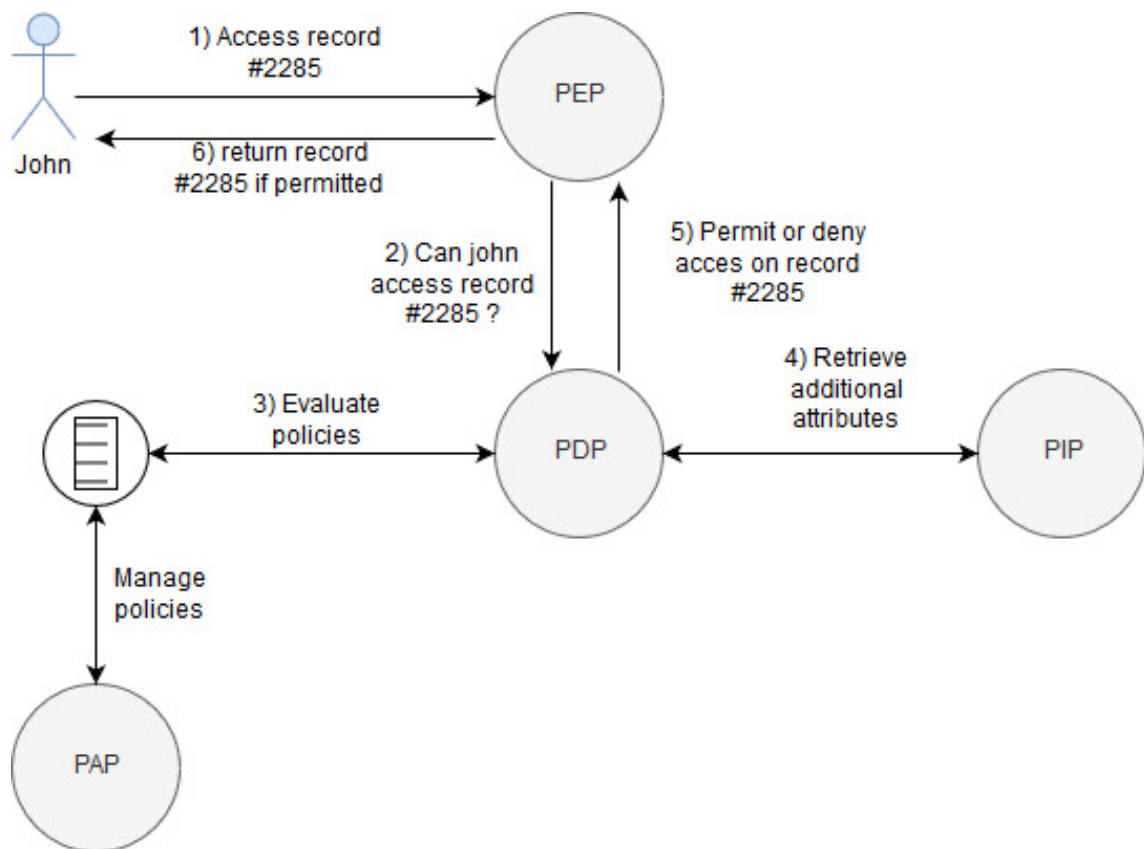 1) Access record
#2285
PEP
John
6) return record
#2285 if permitted
2) Can john
access record
#2285 ?
5) Permit or deny
acces on record
#2285
3) Evaluate
policies
PDP
4) Retrieve
additional
attributes
PIP
Manage
policies
PAP